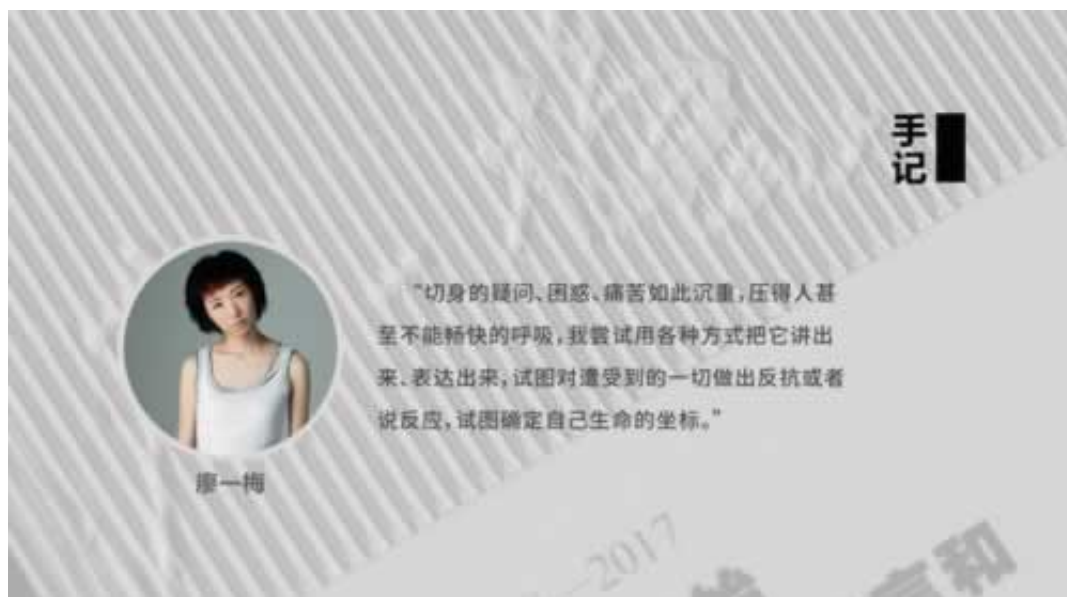 手记
“切身的疑问、困惑、痛苦如此沉重，压得人甚
至不能畅快的呼吸，我尝试用各种方式把它讲出
来、表达出来，试图对遭受到的一切做出反抗或者
说反应，试图确定自己生命的坐标。”
廖一梅
—2017
和